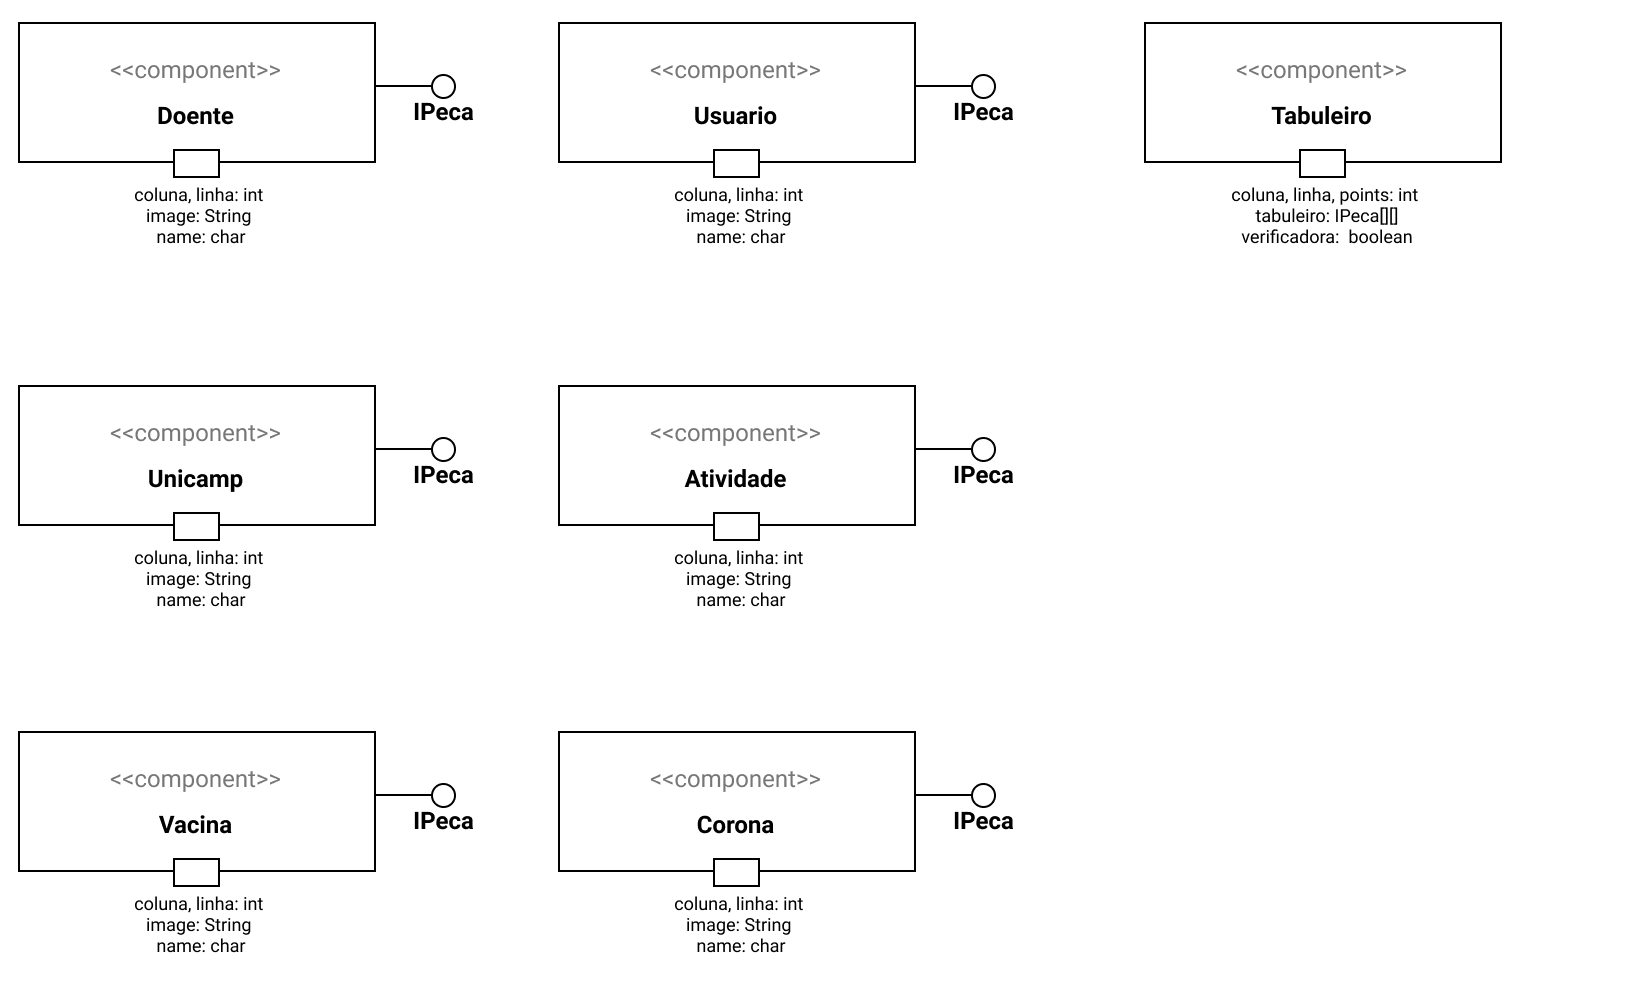 <<component>>
Doente
IPeca
coluna, linha: int
image: String
name: char
<<component>>
Usuario
IPeca
coluna, linha: int
image: String
name: char
<<component>>
Tabuleiro
coluna, linha, points: int
tabuleiro: IPeca[][]
verificadora:  boolean
<<component>>
Unicamp
IPeca
coluna, linha: int
image: String
name: char
<<component>>
Atividade
IPeca
coluna, linha: int
image: String
name: char
<<component>>
Vacina
IPeca
coluna, linha: int
image: String
name: char
<<component>>
Corona
IPeca
coluna, linha: int
image: String
name: char